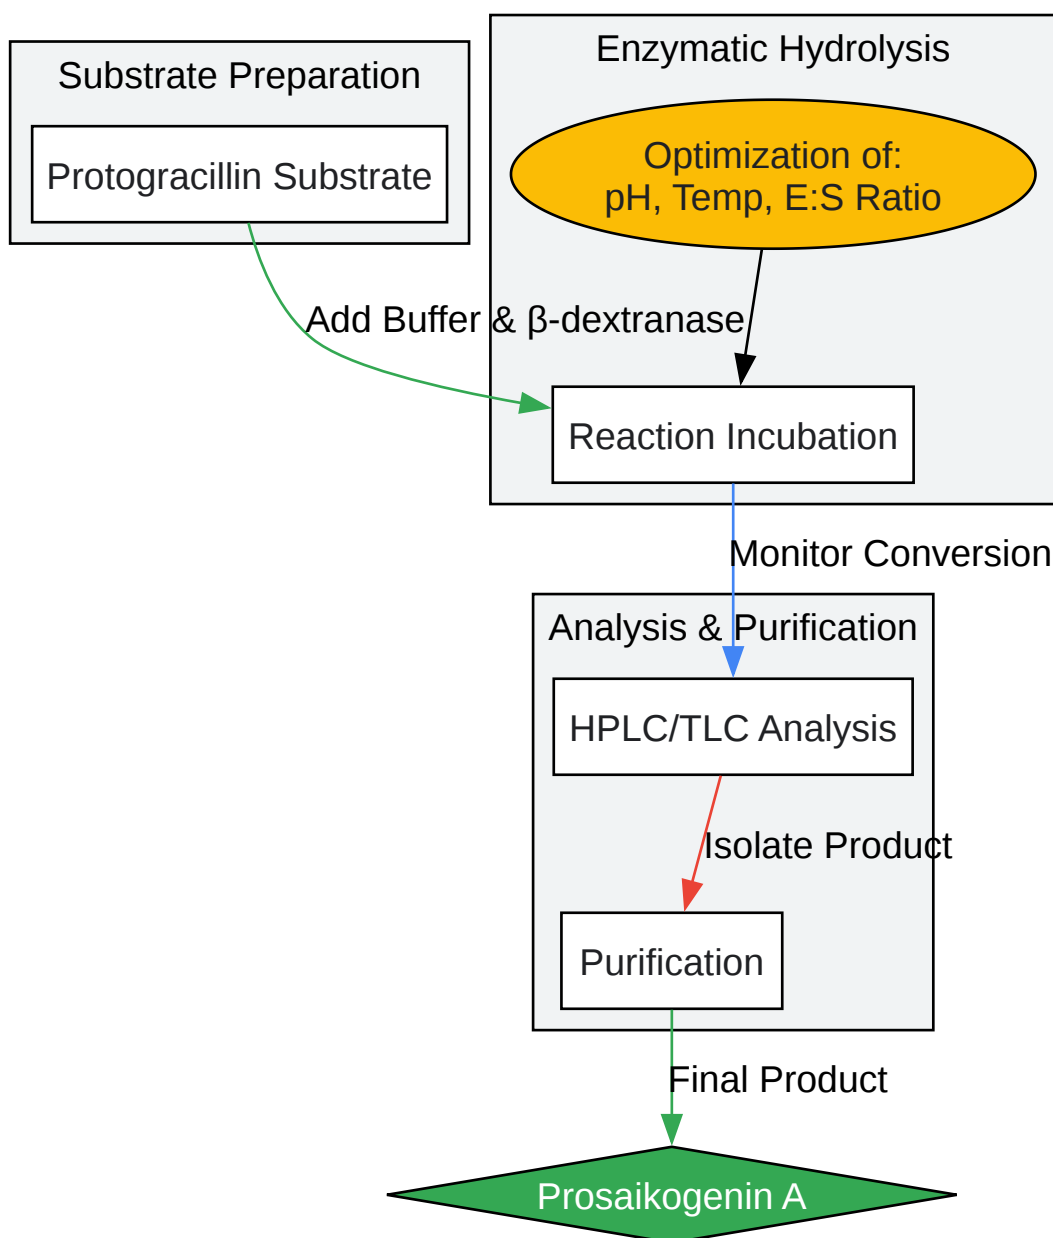 Substrate Preparation
Protogracillin Substrate
Enzymatic Hydrolysis
Optimization of:
pH, Temp, E:S Ratio
Add Buffer & β-dextranase
Reaction Incubation
Monitor Conversion
Analysis & Purification
HPLC/TLC Analysis
Isolate Product
Purification
Final Product
Prosaikogenin A